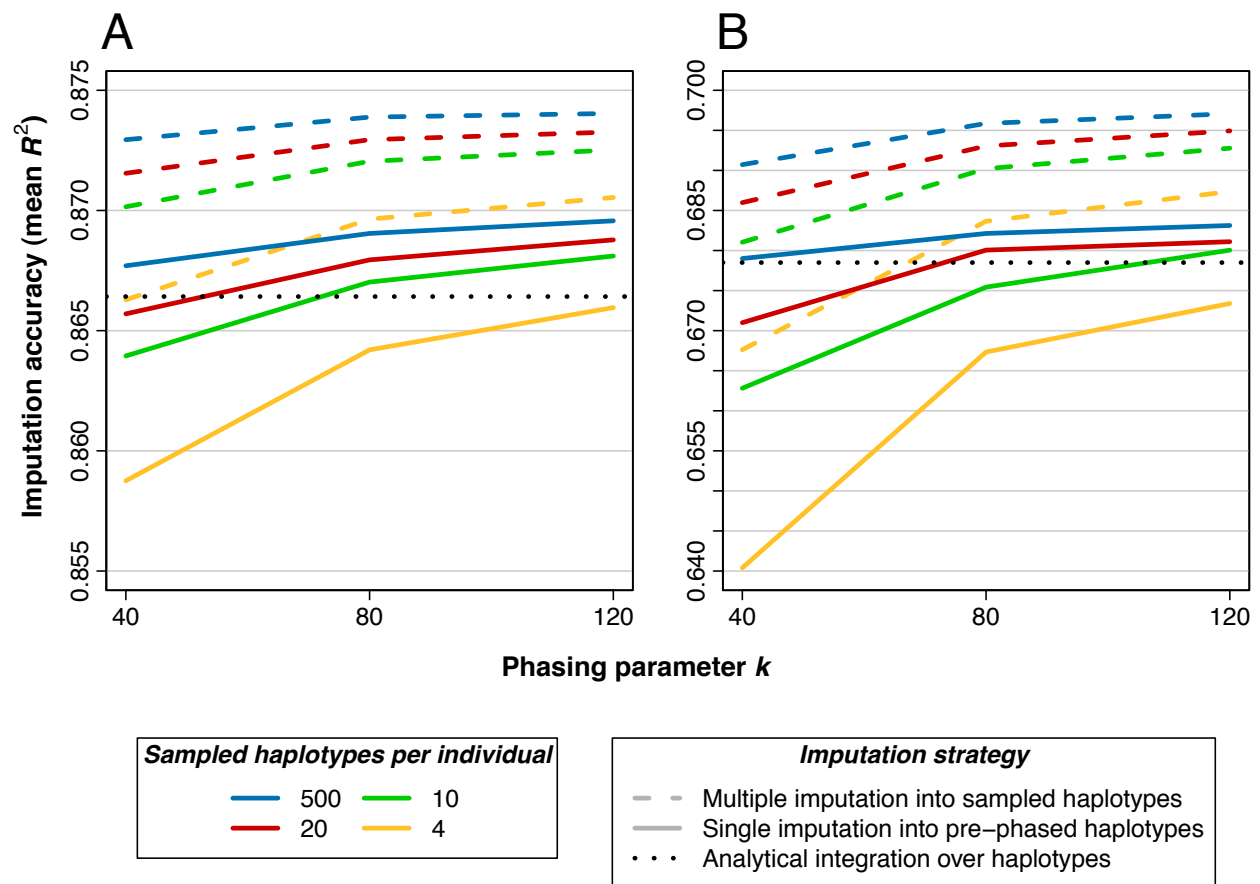 A
B
Imputation accuracy (mean R²)
0.875
0.870
0.865
0.860
0.855
0.700
0.685
0.670
0.655
0.640
40
80
120
40
80
120
Phasing parameter k
Sampled haplotypes per individual
500
10
20
4
Imputation strategy
Multiple imputation into sampled haplotypes
Single imputation into pre−phased haplotypes
Analytical integration over haplotypes